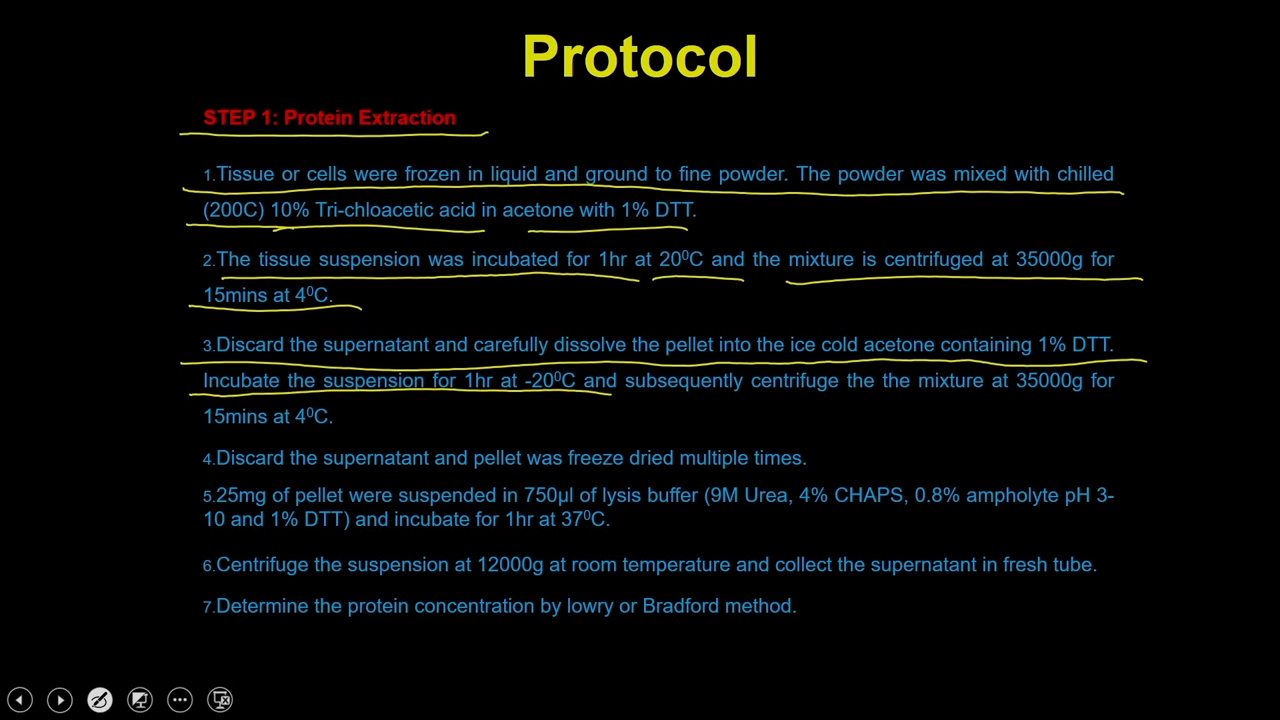 Protocol
STEP 1: Protein Extraction
1.Tissue or cells were frozen in liquid and ground to fine powder. The powder was mixed with chilled
(200C) 10% Tri-chloacetic acid in acetone with 1% DTT.
2.The tissue suspension was incubated for 1hr at 20⁰C and the mixture is centrifuged at 35000g for
15mins at 4⁰C.
3.Discard the supernatant and carefully dissolve the pellet into the ice cold acetone containing 1% DTT.
Incubate the suspension for 1hr at -20⁰C and subsequently centrifuge the the mixture at 35000g for
15mins at 4⁰C.
4.Discard the supernatant and pellet was freeze dried multiple times.
5.25mg of pellet were suspended in 750µl of lysis buffer (9M Urea, 4% CHAPS, 0.8% ampholyte pH 3-
10 and 1% DTT) and incubate for 1hr at 37⁰C.
6.Centrifuge the suspension at 12000g at room temperature and collect the supernatant in fresh tube.
7.Determine the protein concentration by lowry or Bradford method.